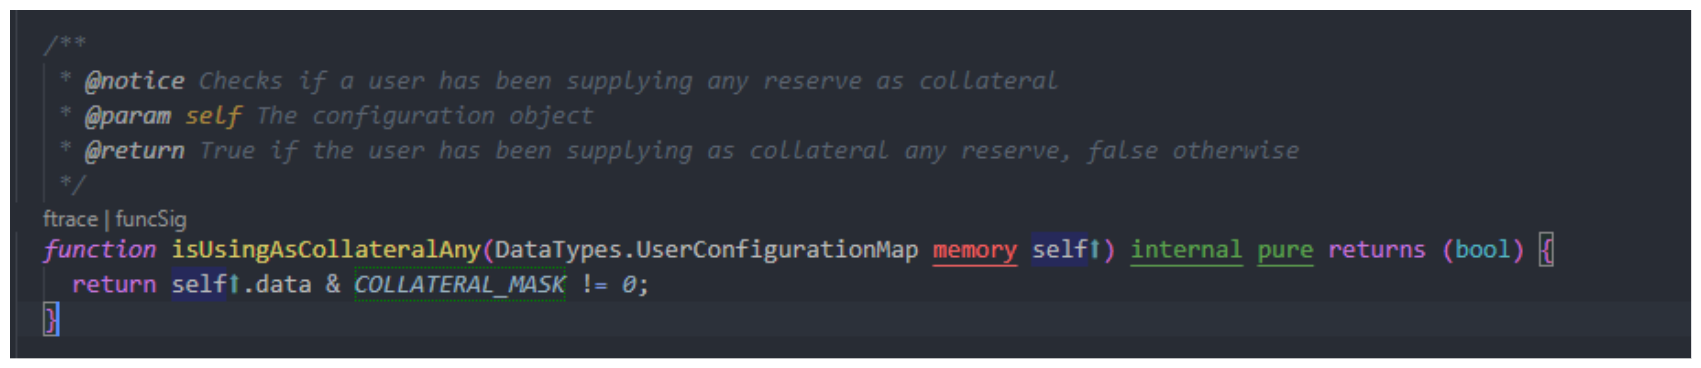 /**
* @notice Checks if a user has been supplying any reserve as collateral
* @param self The configuration object
* @return True if the user has been supplying as collateral any reserve, false otherwise
*/
ftrace | funcSig
function isUsingAsCollateralAny(DataTypes.UserConfigurationMap memory self↑) internal pure returns (bool) {
return self↑.data & COLLATERAL_MASK != 0;
}